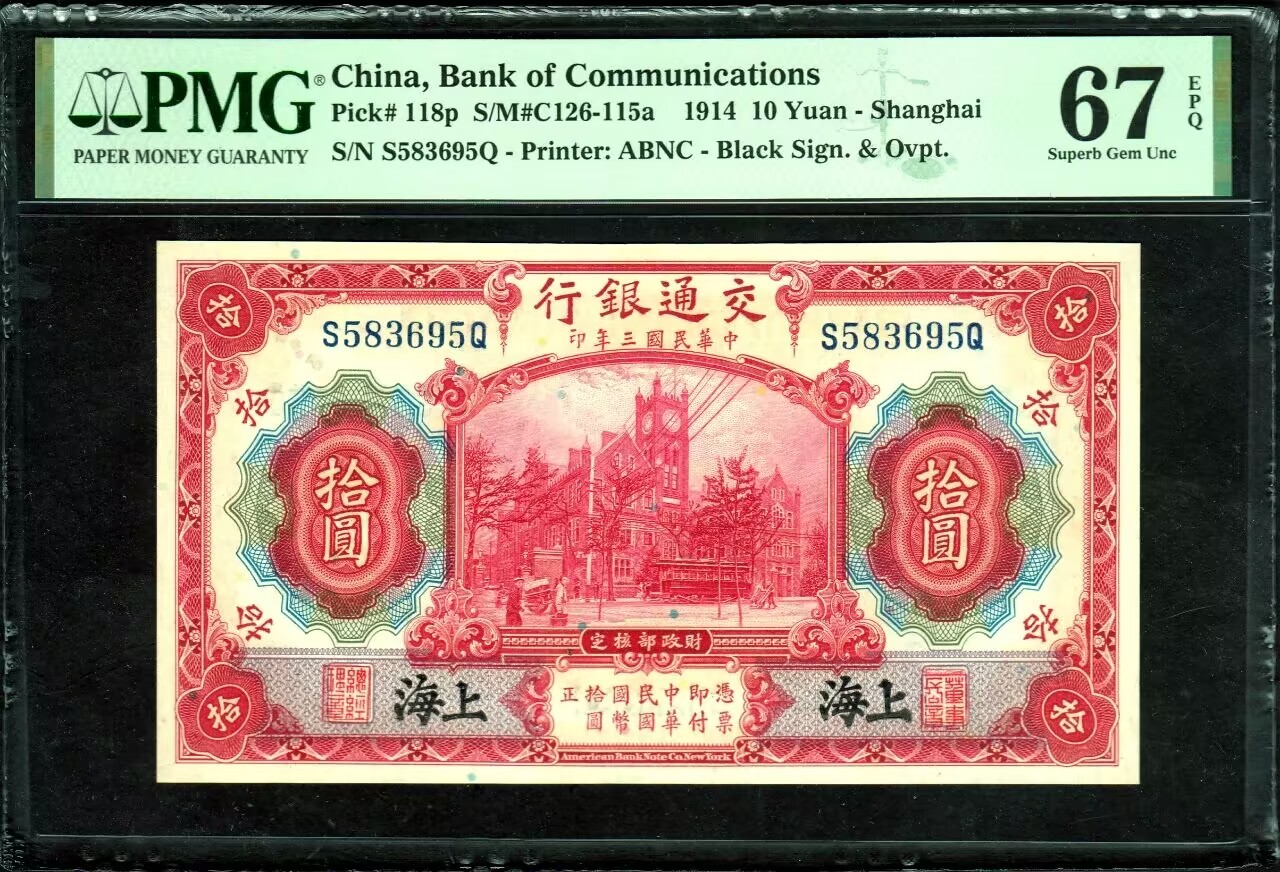 PMG®
PAPER MONEY GUARANTY
China, Bank of Communications
Pick# 118p S/M#C126-115a 1914 10 Yuan - Shanghai
S/N S583695Q - Printer: ABNC - Black Sign. & Ovpt.
67
EPQ
Superb Gem Unc
拾
交通銀行
拾
S583695Q
中華民國三年印
S583695Q
拾
拾
拾圓
拾圓
拾
拾
財政部核定
上海
憑票即付中華民國國幣拾圓正
上海
拾
拾
American Bank Note Co. New York